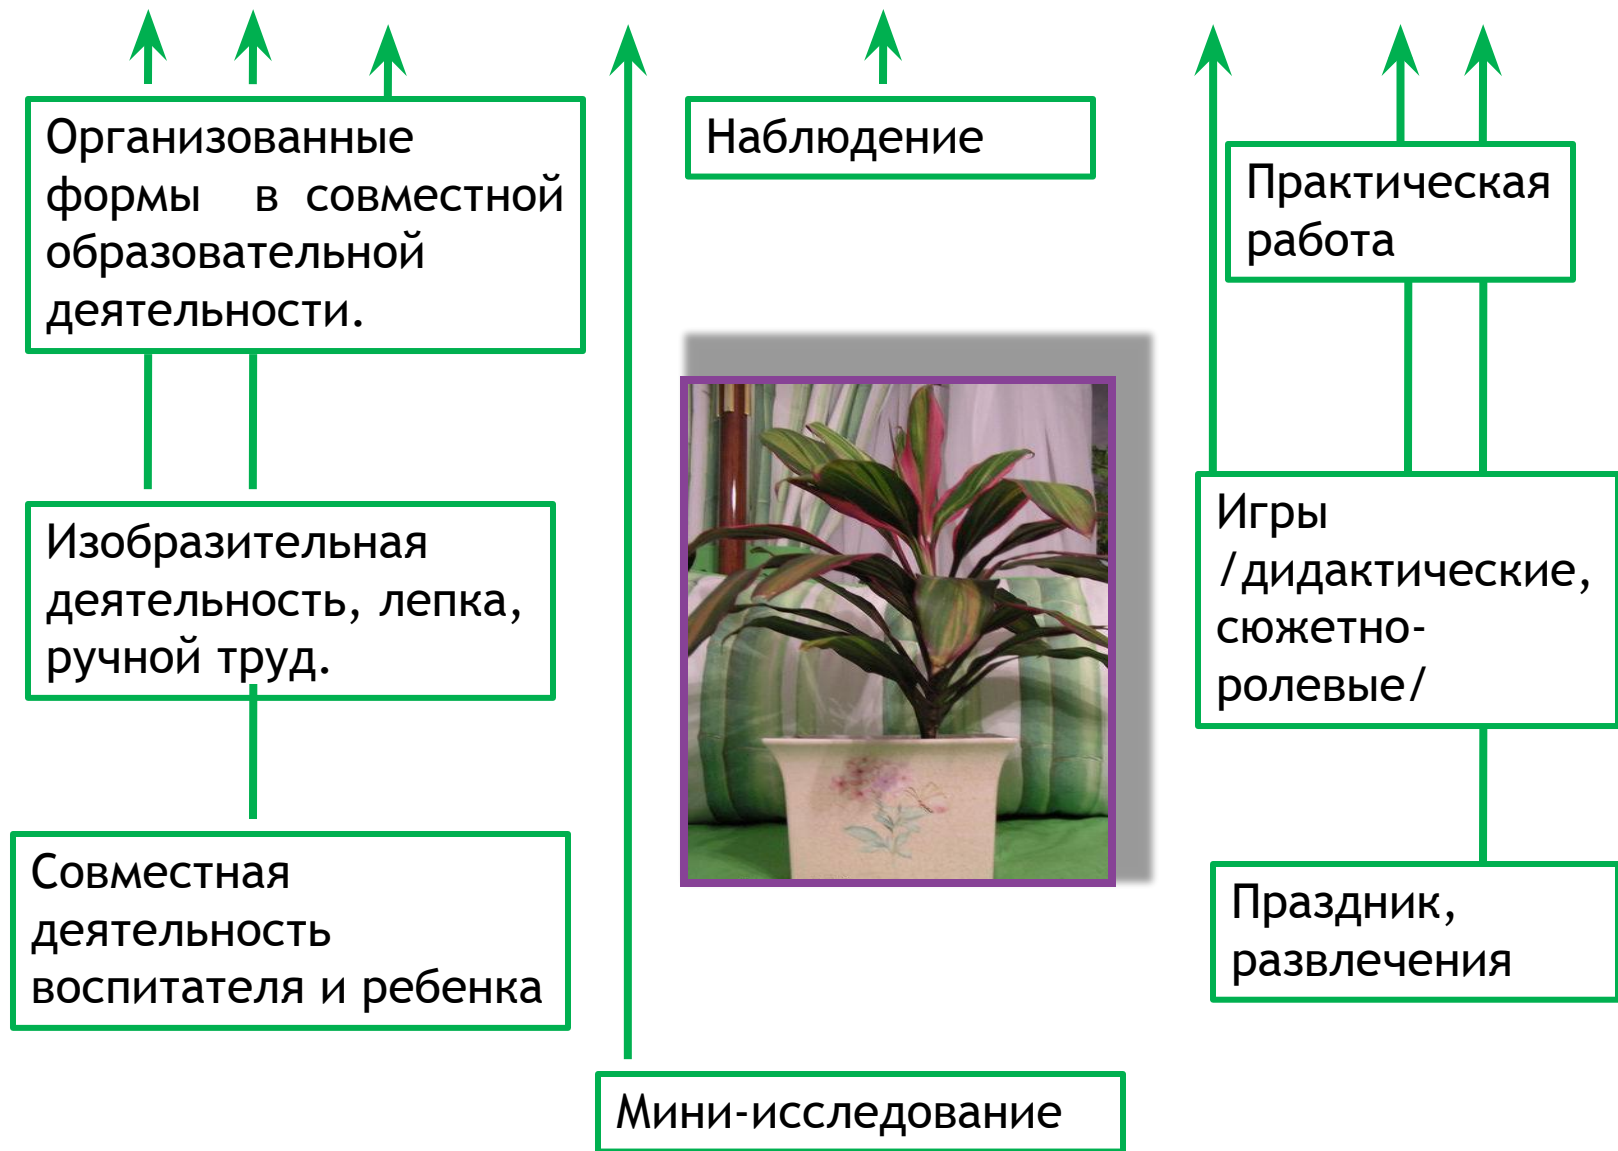 Организованные
формы в совместной
образовательной
деятельности.
Наблюдение
Практическая
работа
Изобразительная
деятельность, лепка,
ручной труд.
Игры
/дидактические,
сюжетно-
ролевые/
Совместная
деятельность
воспитателя и ребенка
Праздник,
развлечения
Мини-исследование